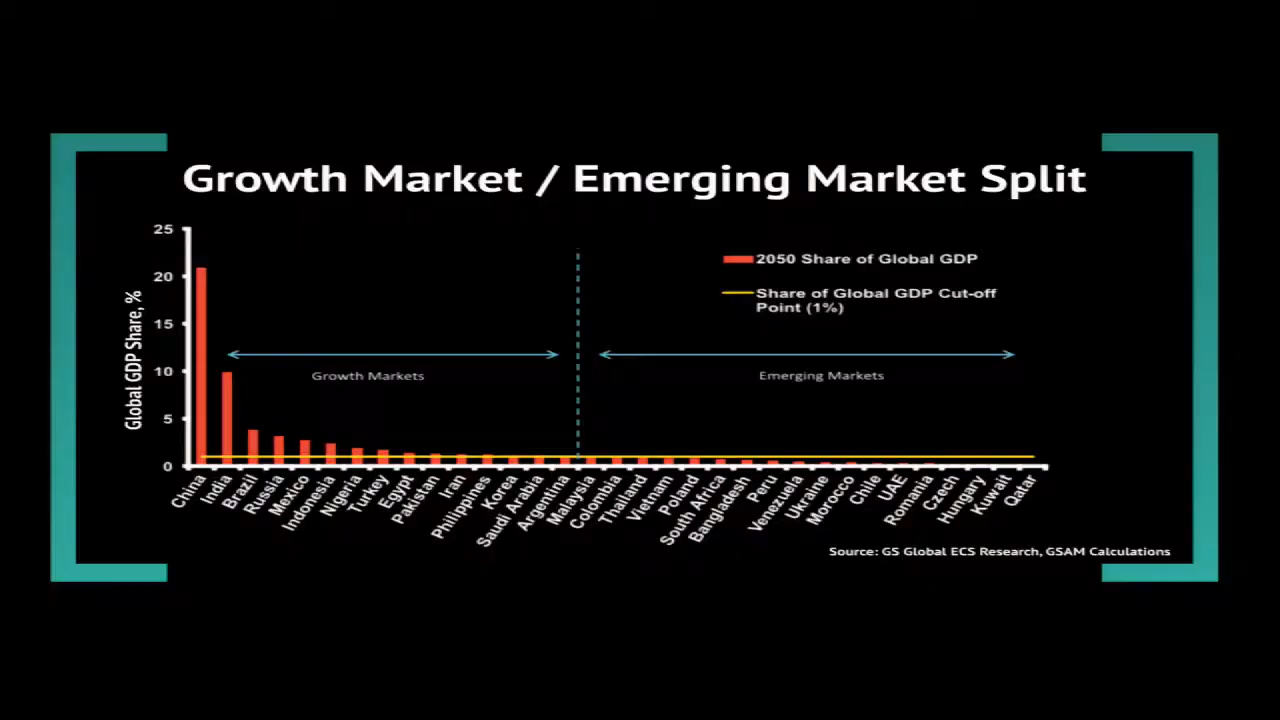 Growth Market / Emerging Market Split
25
20
15
10
5
0
Global GDP Share, %
2050 Share of Global GDP
Share of Global GDP Cut-off
Point (1%)
Growth Markets
Emerging Markets
China
India
Brazil
Russia
Mexico
Indonesia
Nigeria
Turkey
Egypt
Pakistan
Iran
Philippines
Korea
Saudi Arabia
Argentina
Malaysia
Colombia
Thailand
Vietnam
Poland
South Africa
Bangladesh
Peru
Venezuela
Ukraine
Morocco
Chile
UAE
Romania
Czech
Hungary
Kuwait
Qatar
Source: GS Global ECS Research, GSAM Calculations